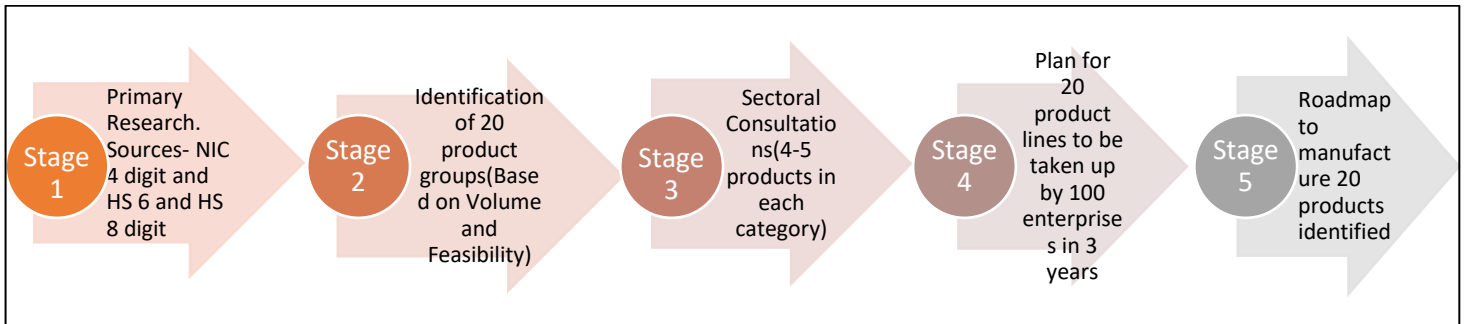 Stage
1
Primary
Research.
Sources- NIC
4 digit and
HS 6 and HS
8 digit
Stage
2
Identification
of 20
product
groups(Base
d on Volume
and
Feasibility)
Stage
3
Sectoral
Consultatio
ns(4-5
products in
each
category)
Stage
4
Plan for
20
product
lines to be
taken up
by 100
enterprise
s in 3
years
Stage
5
Roadmap
to
manufact
ure 20
products
identified